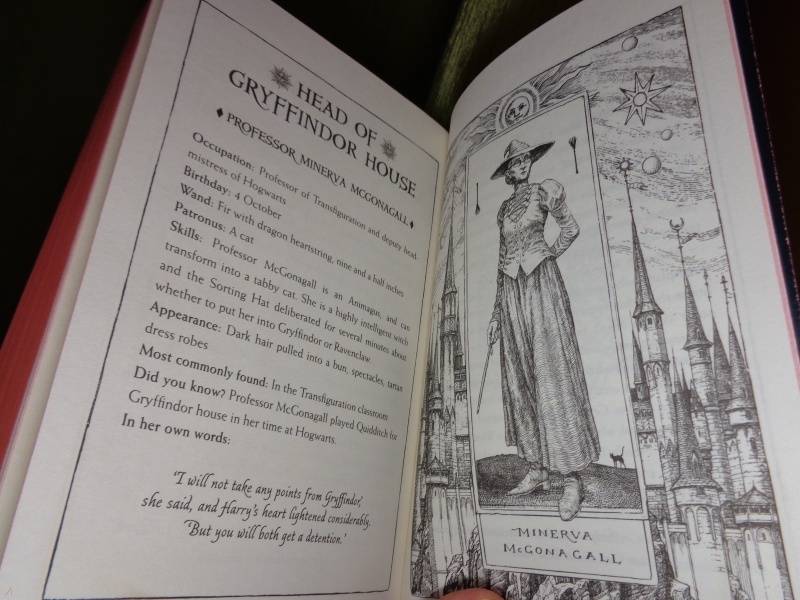 HEAD OF
GRYFFINDOR HOUSE
♦ PROFESSOR MINERVA MCGONAGALL ♦
Occupation: Professor of Transfiguration and deputy head-
mistress of Hogwarts
Birthday: 4 October
Wand: Fir with dragon heartstring, nine and a half inches
Patronus: A cat
Skills: Professor McGonagall is an Animagus, and can
transform into a tabby cat. She is a highly intelligent witch
and the Sorting Hat deliberated for several minutes about
whether to put her into Gryffindor or Ravenclaw.
Appearance: Dark hair pulled into a bun, spectacles, tartan
dress robes
Most commonly found: In the Transfiguration classroom
Did you know? Professor McGonagall played Quidditch for
Gryffindor house in her time at Hogwarts.
In her own words:
‘I will not take any points from Gryffindor,’
she said, and Harry’s heart lightened considerably.
‘But you will both get a detention.’
MINERVA
McGONAGALL